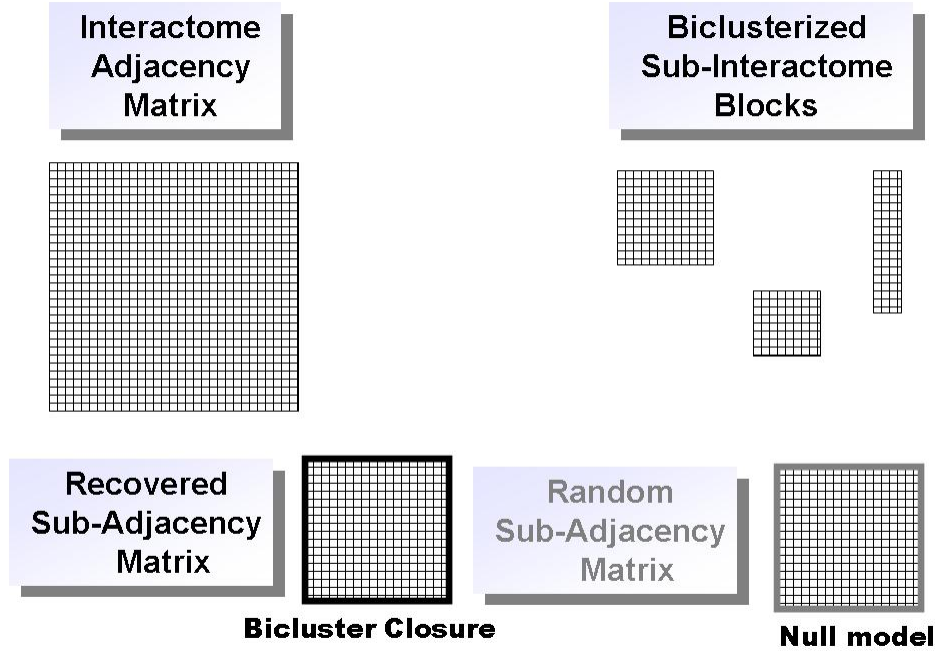 Interactome
Adjacency
Matrix
Biclusterized
Sub-Interactome
Blocks
Recovered
Sub-Adjacency
Matrix
Bicluster Closure
Random
Sub-Adjacency
Matrix
Null model